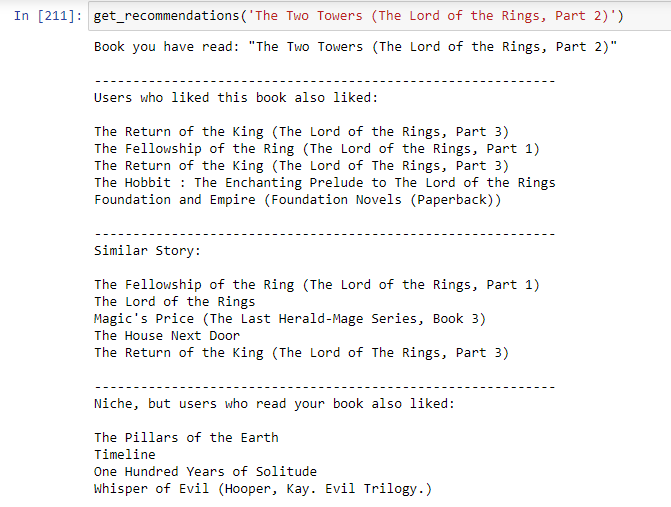 In [211]: get_recommendations('The Two Towers (The Lord of the Rings, Part 2)')
Book you have read: "The Two Towers (The Lord of the Rings, Part 2)"
------------------------------------------------------------
Users who liked this book also liked:
The Return of the King (The Lord of the Rings, Part 3)
The Fellowship of the Ring (The Lord of the Rings, Part 1)
The Return of the King (The Lord of The Rings, Part 3)
The Hobbit : The Enchanting Prelude to The Lord of the Rings
Foundation and Empire (Foundation Novels (Paperback))
------------------------------------------------------------
Similar Story:
The Fellowship of the Ring (The Lord of the Rings, Part 1)
The Lord of the Rings
Magic's Price (The Last Herald-Mage Series, Book 3)
The House Next Door
The Return of the King (The Lord of The Rings, Part 3)
------------------------------------------------------------
Niche, but users who read your book also liked:
The Pillars of the Earth
Timeline
One Hundred Years of Solitude
Whisper of Evil (Hooper, Kay. Evil Trilogy.)